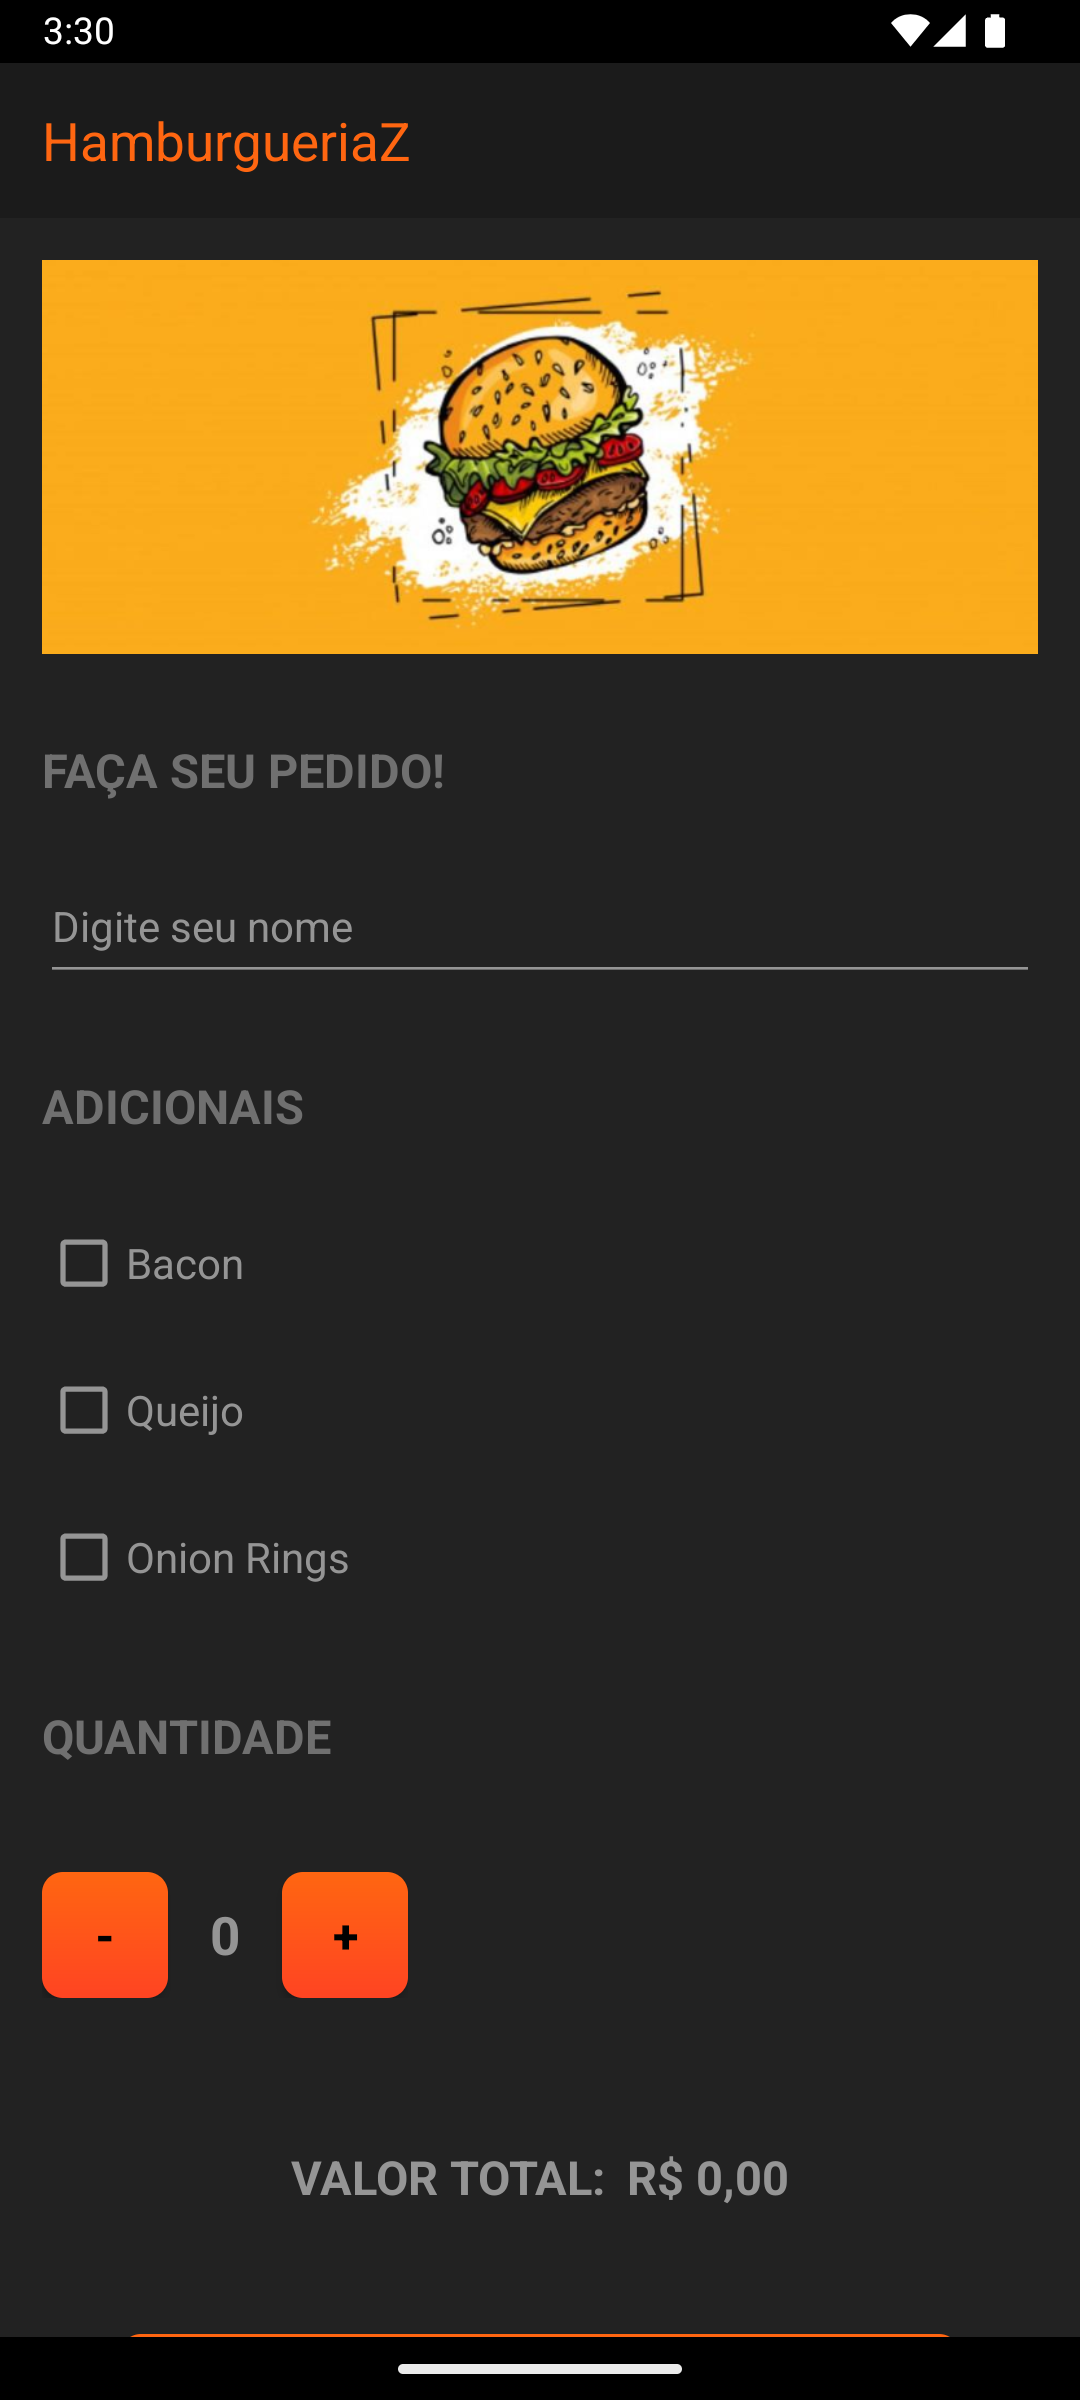 3:30
HamburgueriaZ
FAÇA SEU PEDIDO!
Digite seu nome
ADICIONAIS
Bacon
Queijo
Onion Rings
QUANTIDADE
- 0 +
VALOR TOTAL: R$ 0,00